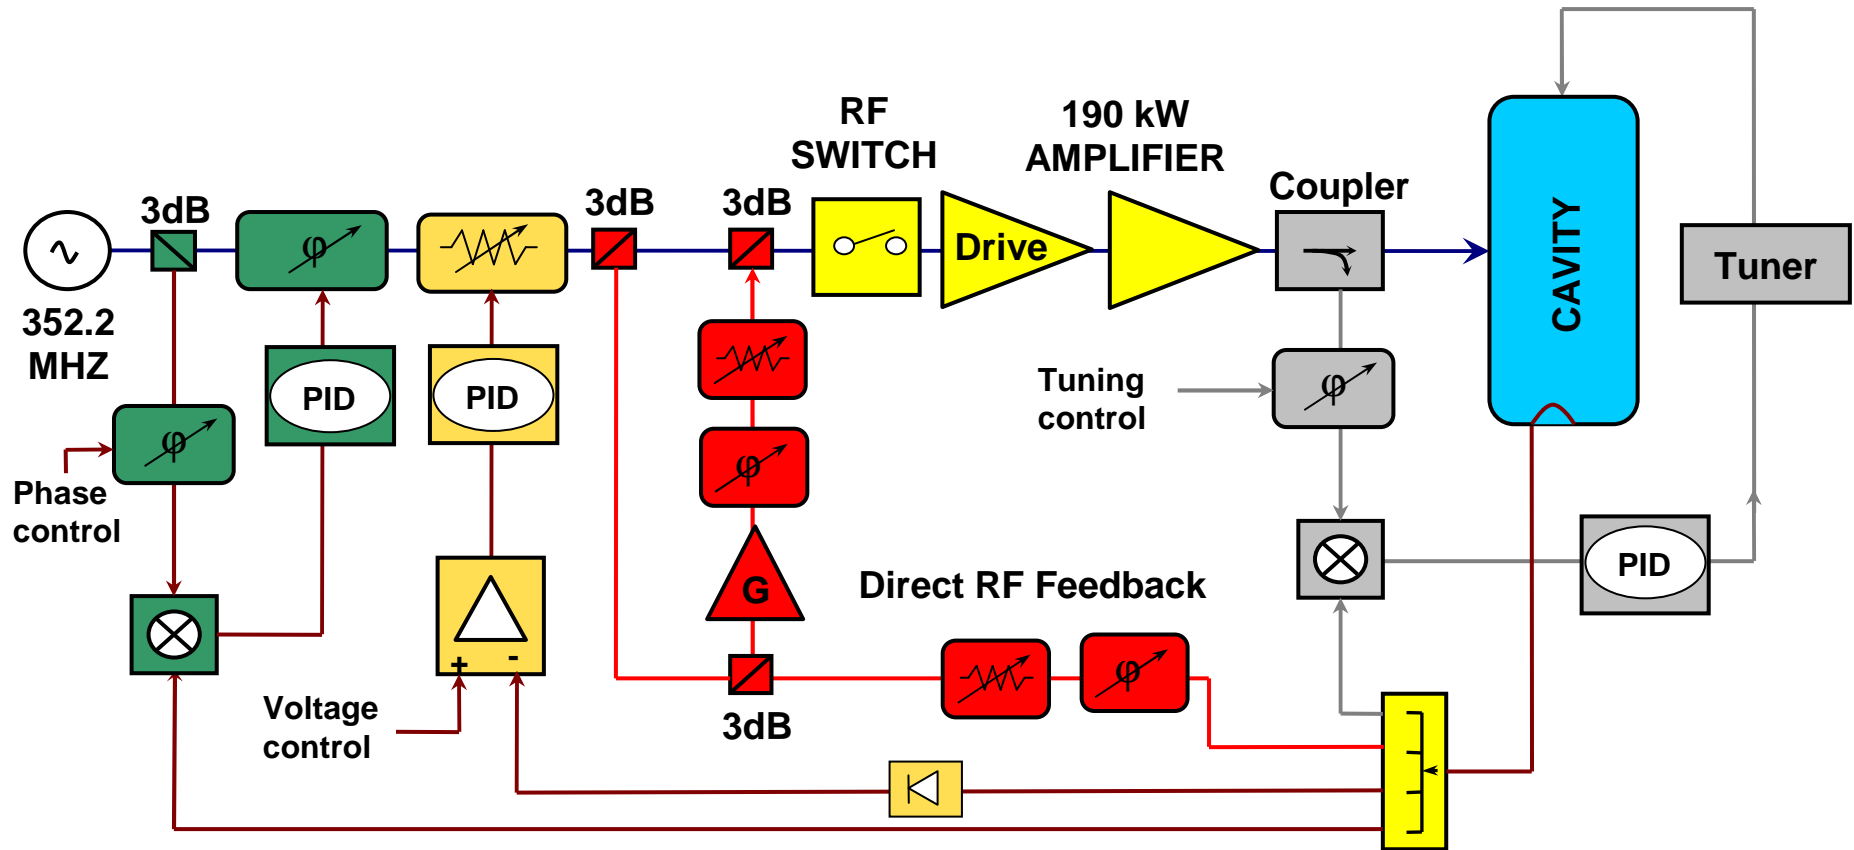 RF
SWITCH
190 kW
AMPLIFIER
Coupler
3dB
3dB
3dB
φ
Drive
CAVITY
Tuner
352.2
MHZ
PID
PID
Tuning
control
φ
φ
φ
Phase
control
G
Direct RF Feedback
PID
+
-
φ
Voltage
control
3dB